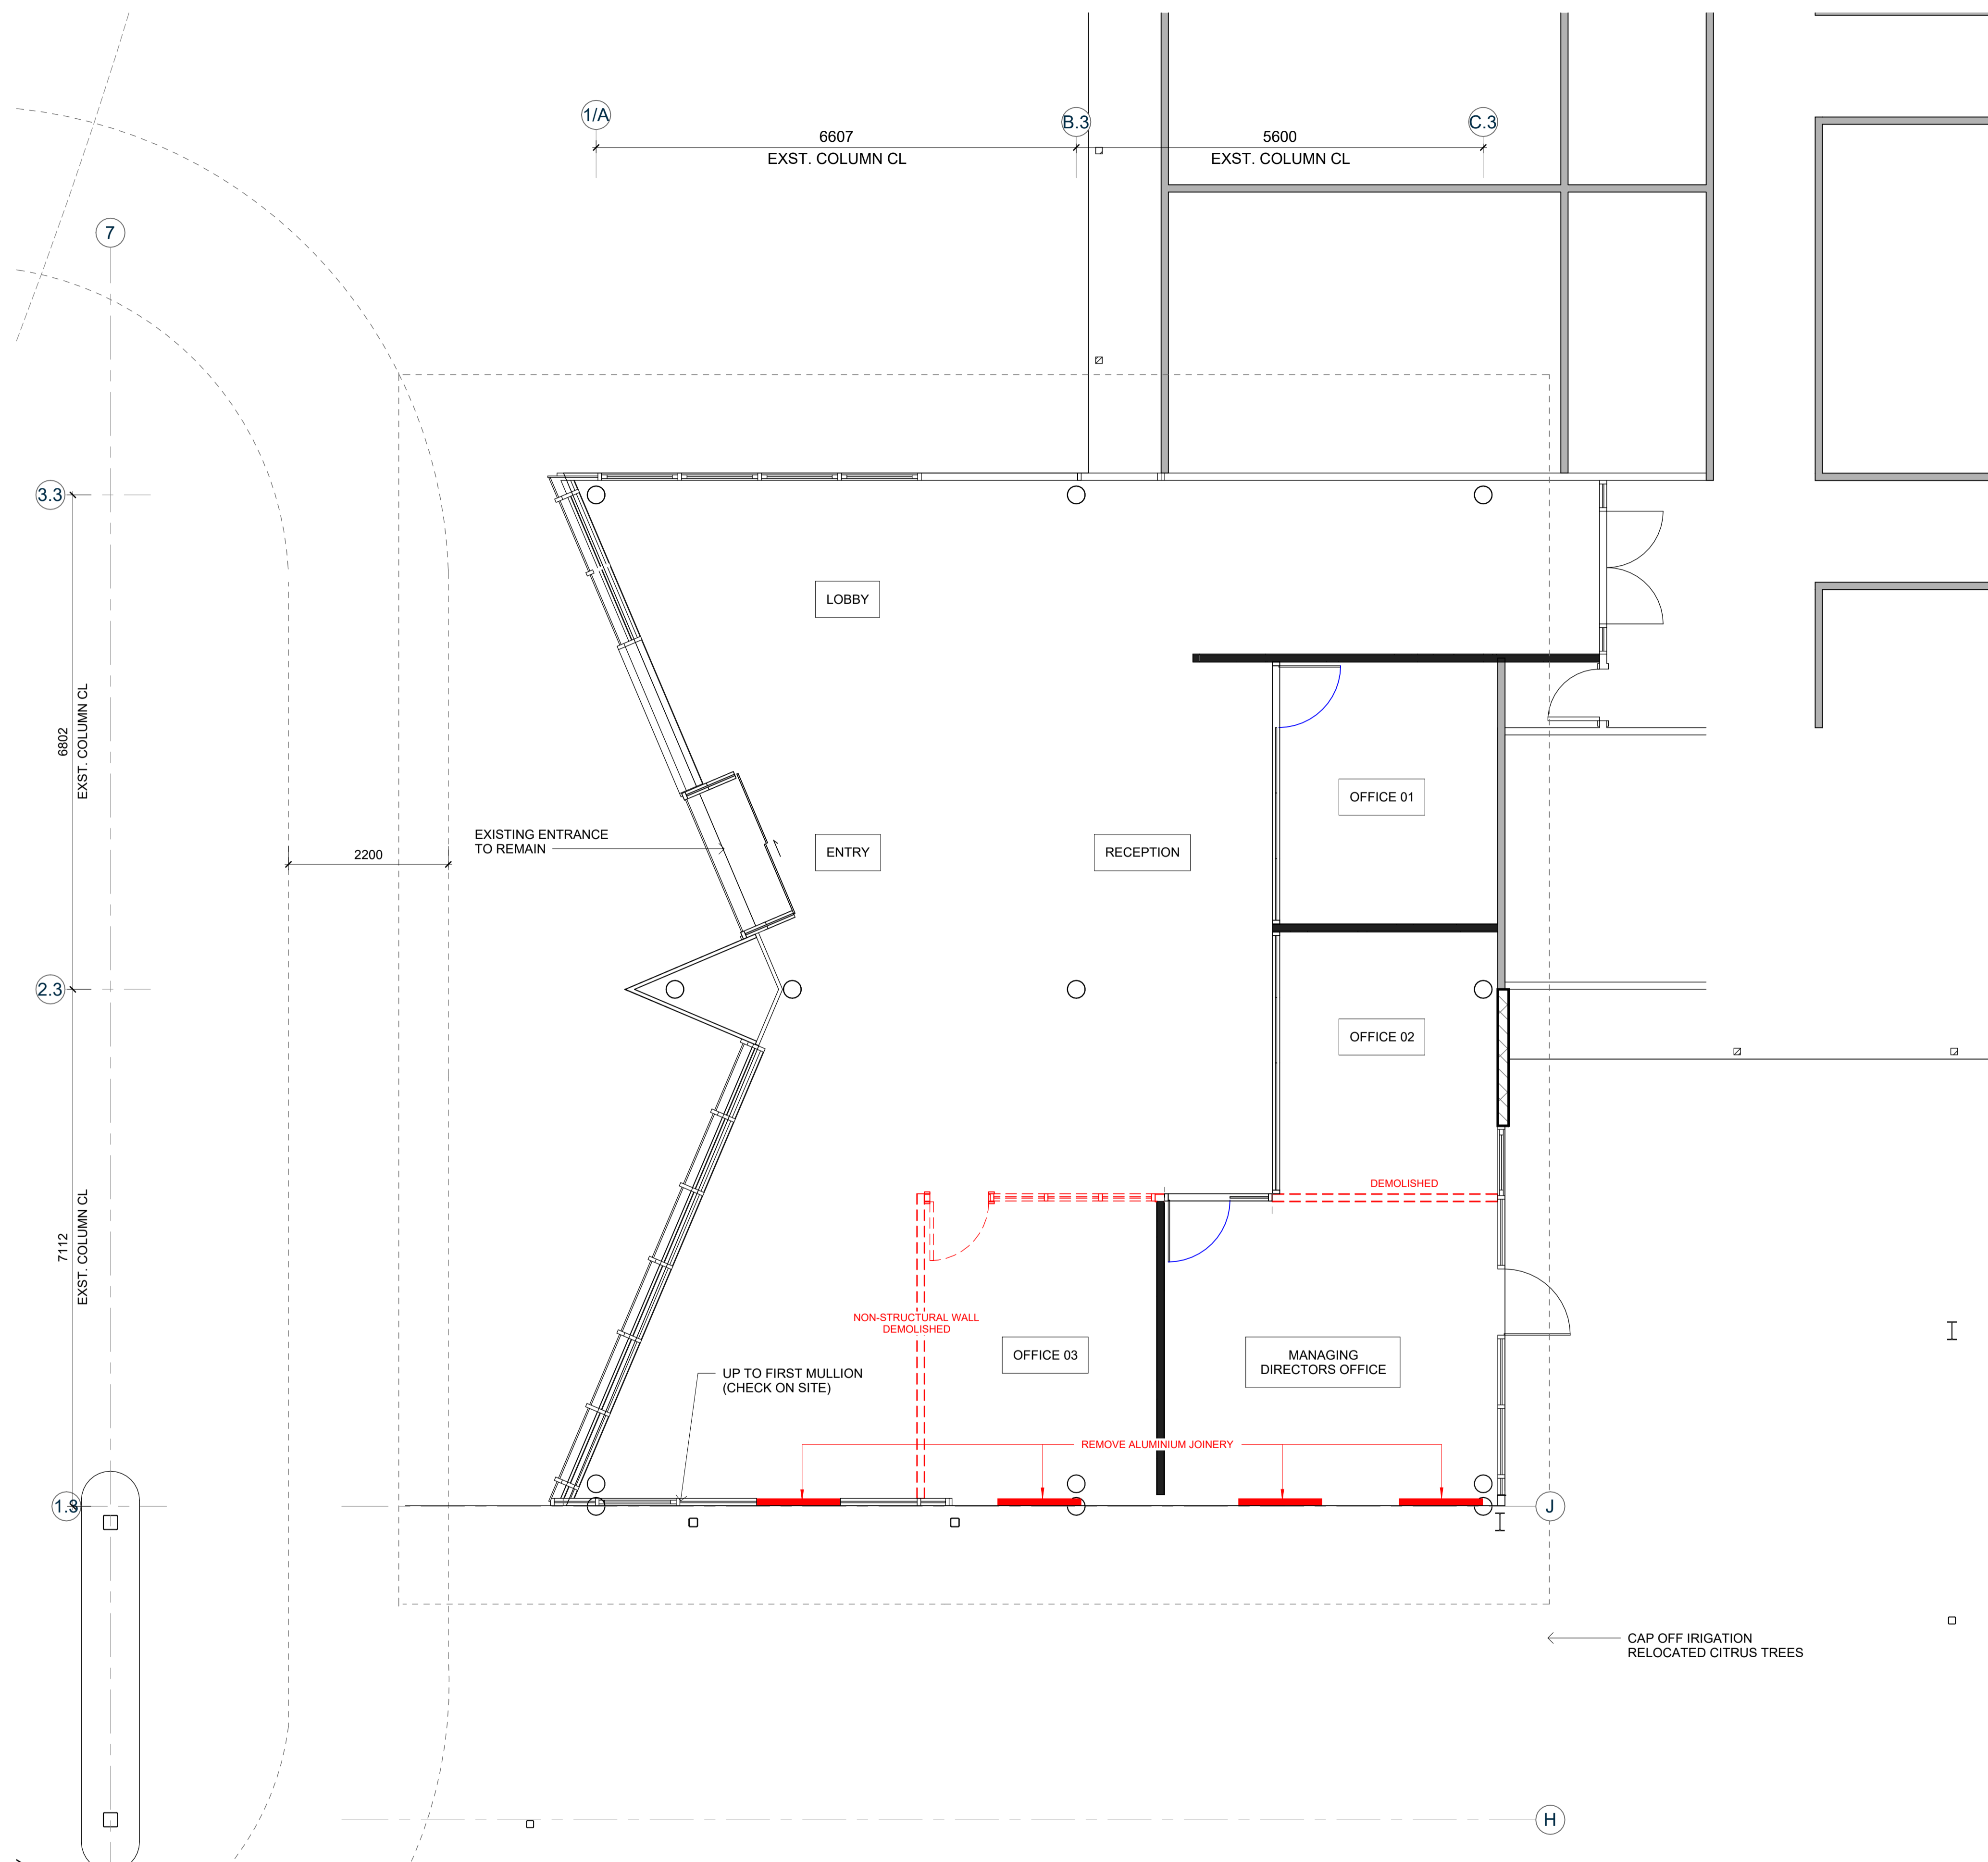 1/A
B.3
C.3
6607
EXST. COLUMN CL
5600
EXST. COLUMN CL
7
3.3
LOBBY
6802
EXST. COLUMN CL
OFFICE 01
EXISTING ENTRANCE
TO REMAIN
2200
ENTRY
RECEPTION
2.3
OFFICE 02
DEMOLISHED
7112
EXST. COLUMN CL
NON-STRUCTURAL WALL
DEMOLISHED
OFFICE 03
MANAGING
DIRECTORS OFFICE
UP TO FIRST MULLION
(CHECK ON SITE)
REMOVE ALUMINIUM JOINERY
1.3
J
CAP OFF IRIGATION
RELOCATED CITRUS TREES
H